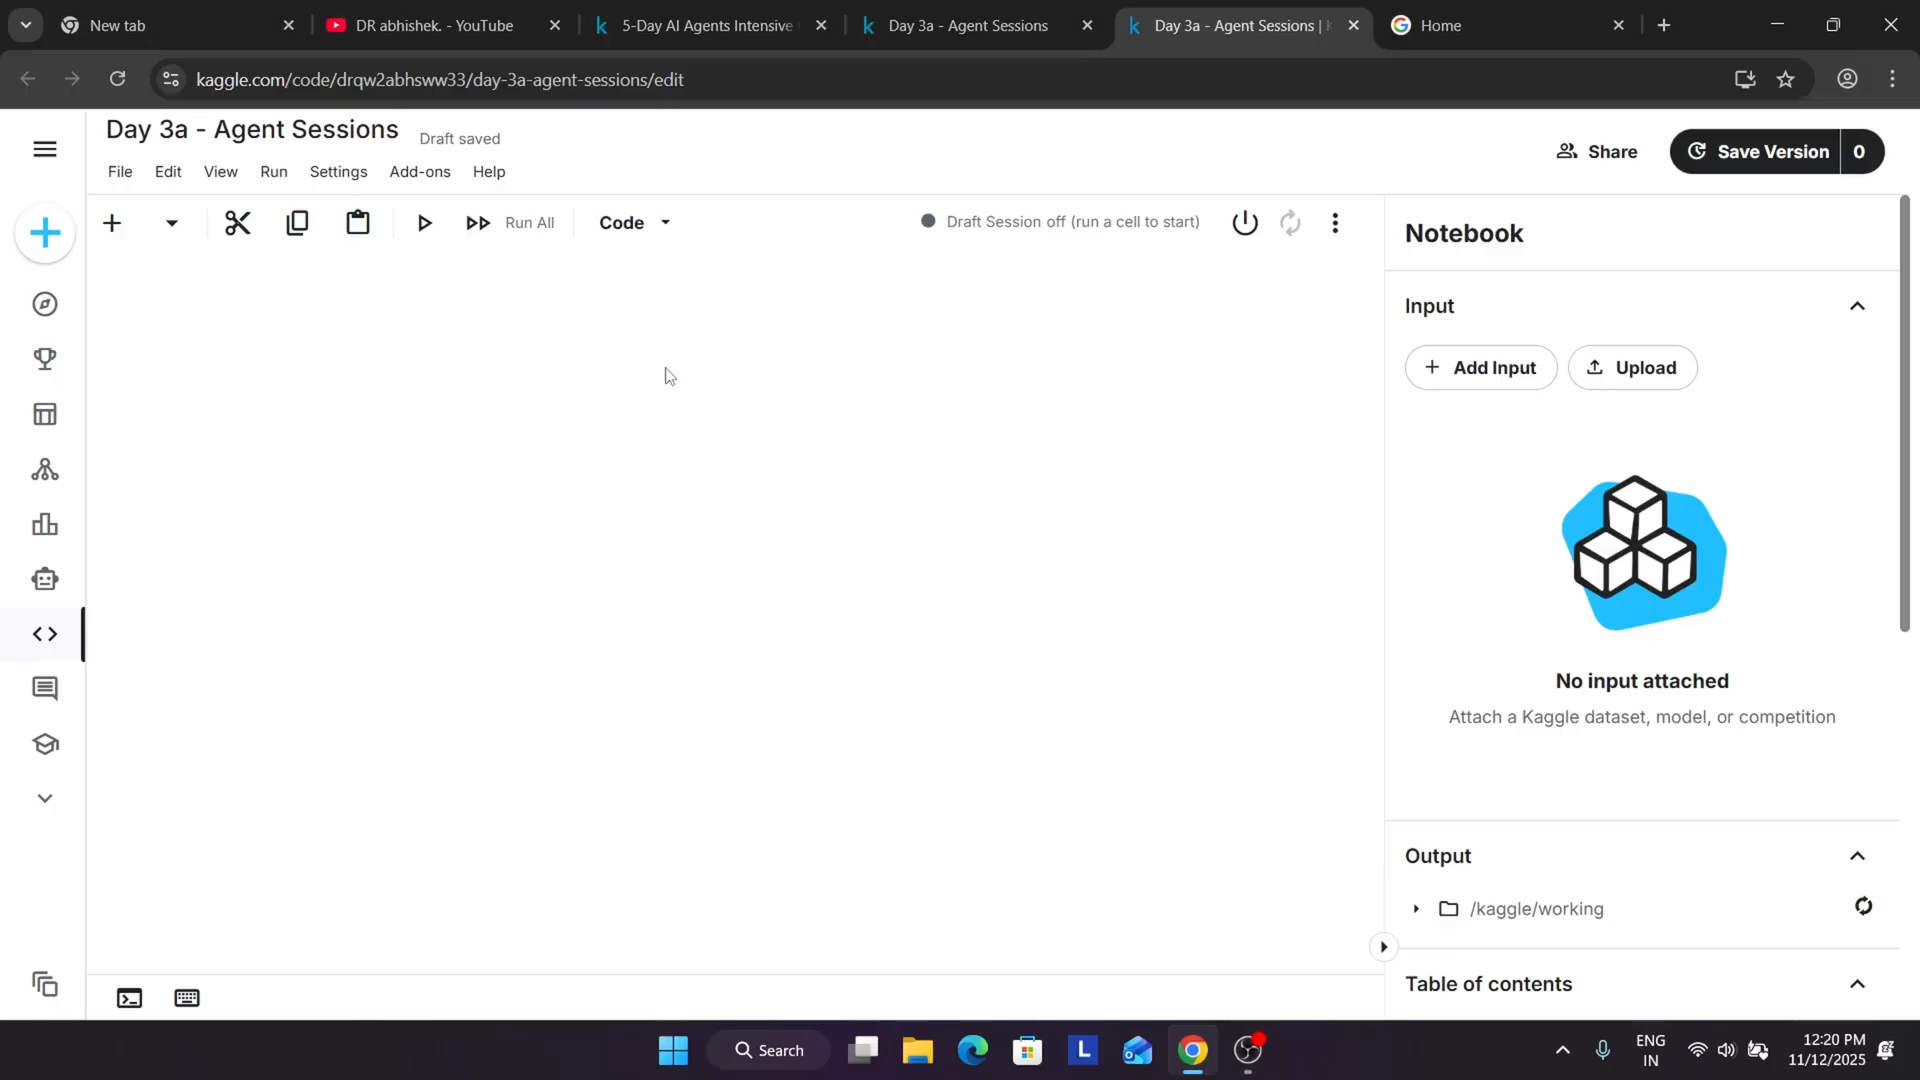 New tab
DR abhishek. - YouTube
5-Day AI Agents Intensive
Day 3a - Agent Sessions
Day 3a - Agent Sessions |
Home
kaggle.com/code/drqw2abhsww33/day-3a-agent-sessions/edit
Day 3a - Agent Sessions
Draft saved
File
Edit
View
Run
Settings
Add-ons
Help
Share
Save Version
0
Run All
Code
Draft Session off (run a cell to start)
Notebook
Input
Add Input
Upload
No input attached
Attach a Kaggle dataset, model, or competition
Output
/kaggle/working
Table of contents
Search
L
ENG
IN
12:20 PM
11/12/2025